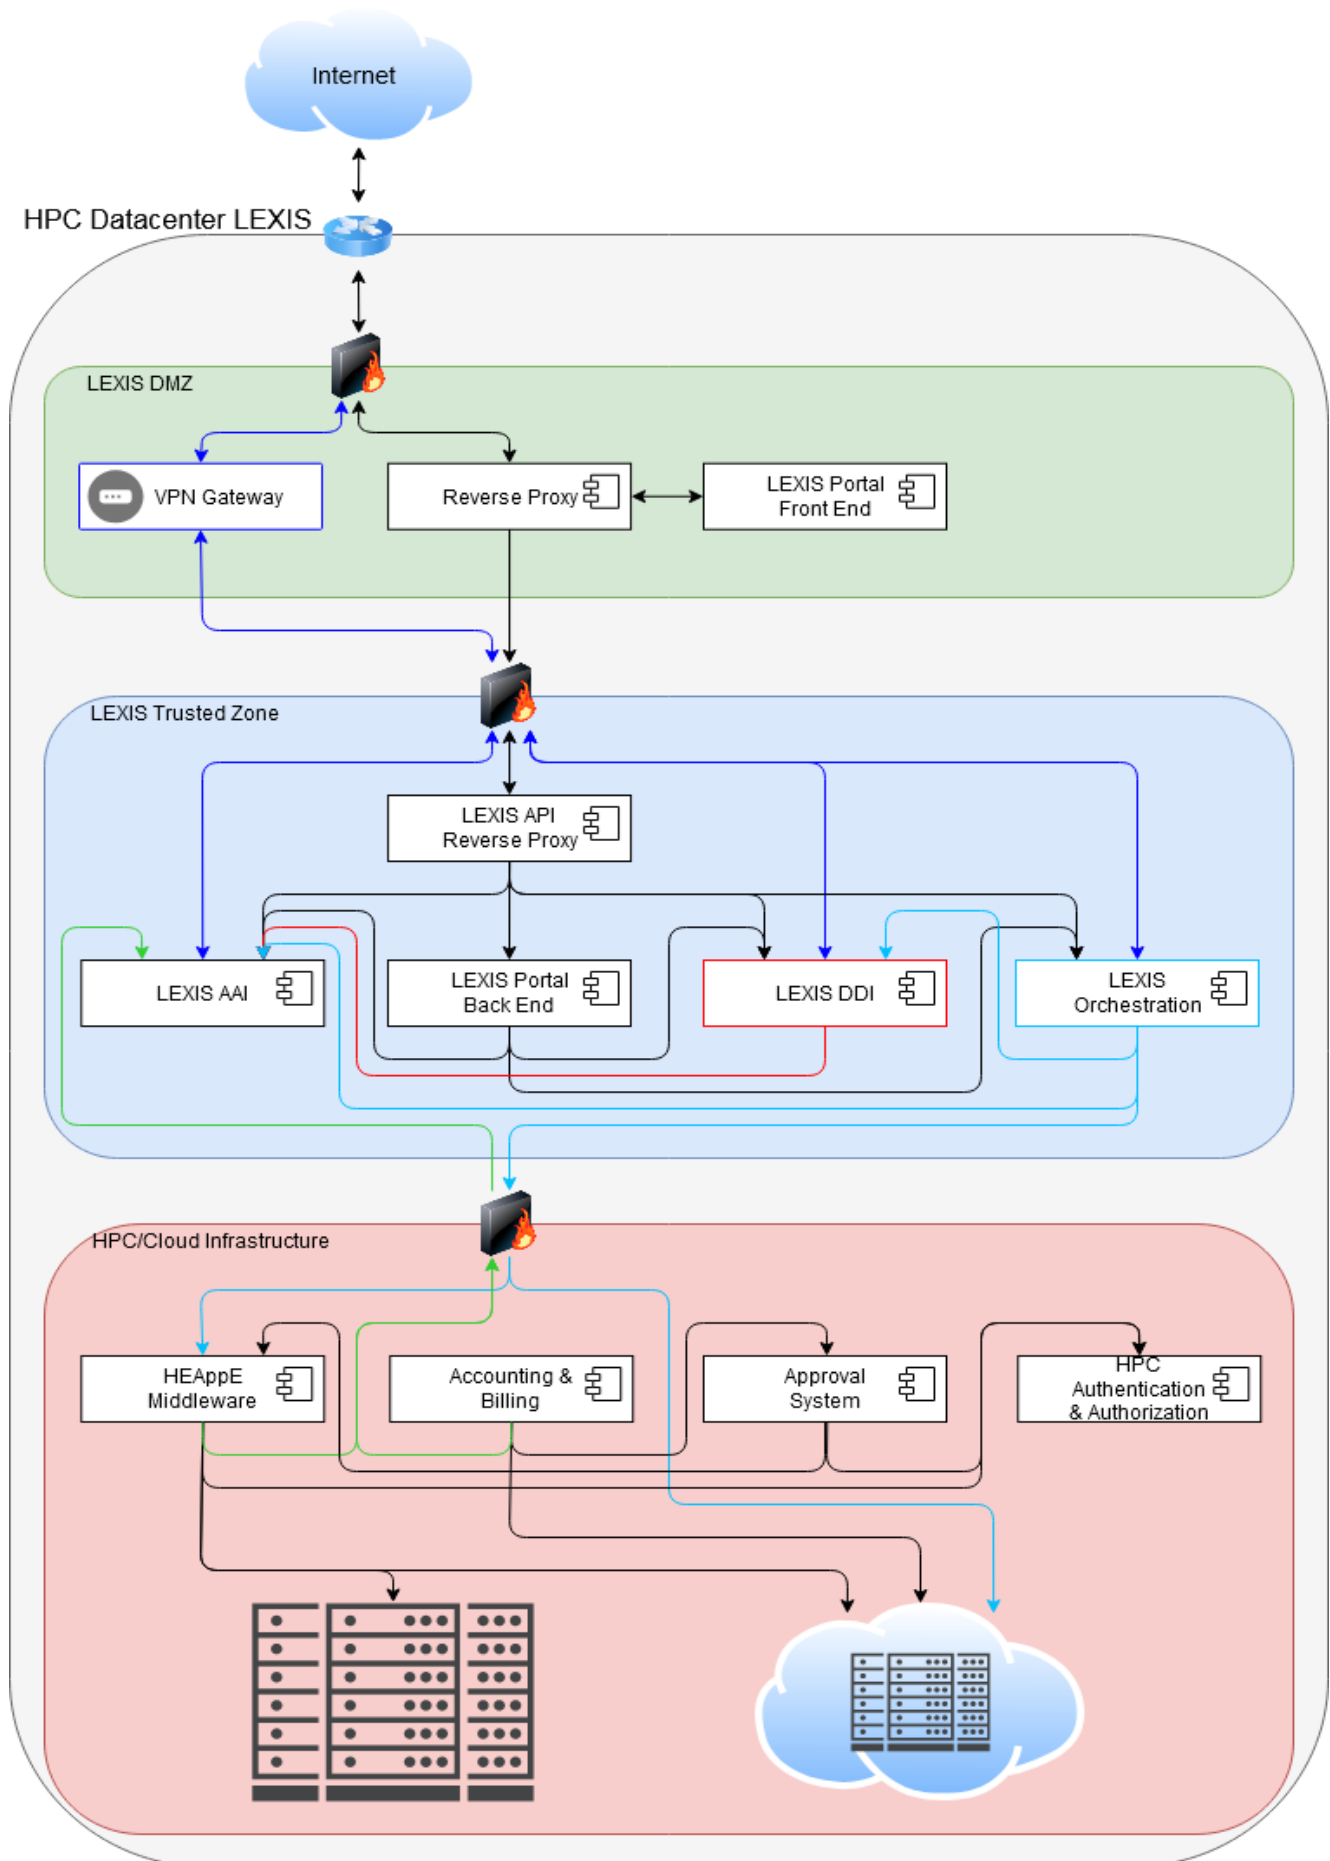 Internet
HPC Datacenter LEXIS
LEXIS DMZ
VPN Gateway
Reverse Proxy
LEXIS Portal
Front End
LEXIS Trusted Zone
LEXIS API
Reverse Proxy
LEXIS AAI
LEXIS Portal
Back End
LEXIS DDI
LEXIS
Orchestration
HPC/Cloud Infrastructure
HEAppE
Middleware
Accounting &
Billing
Approval
System
HPC
Authentication
& Authorization